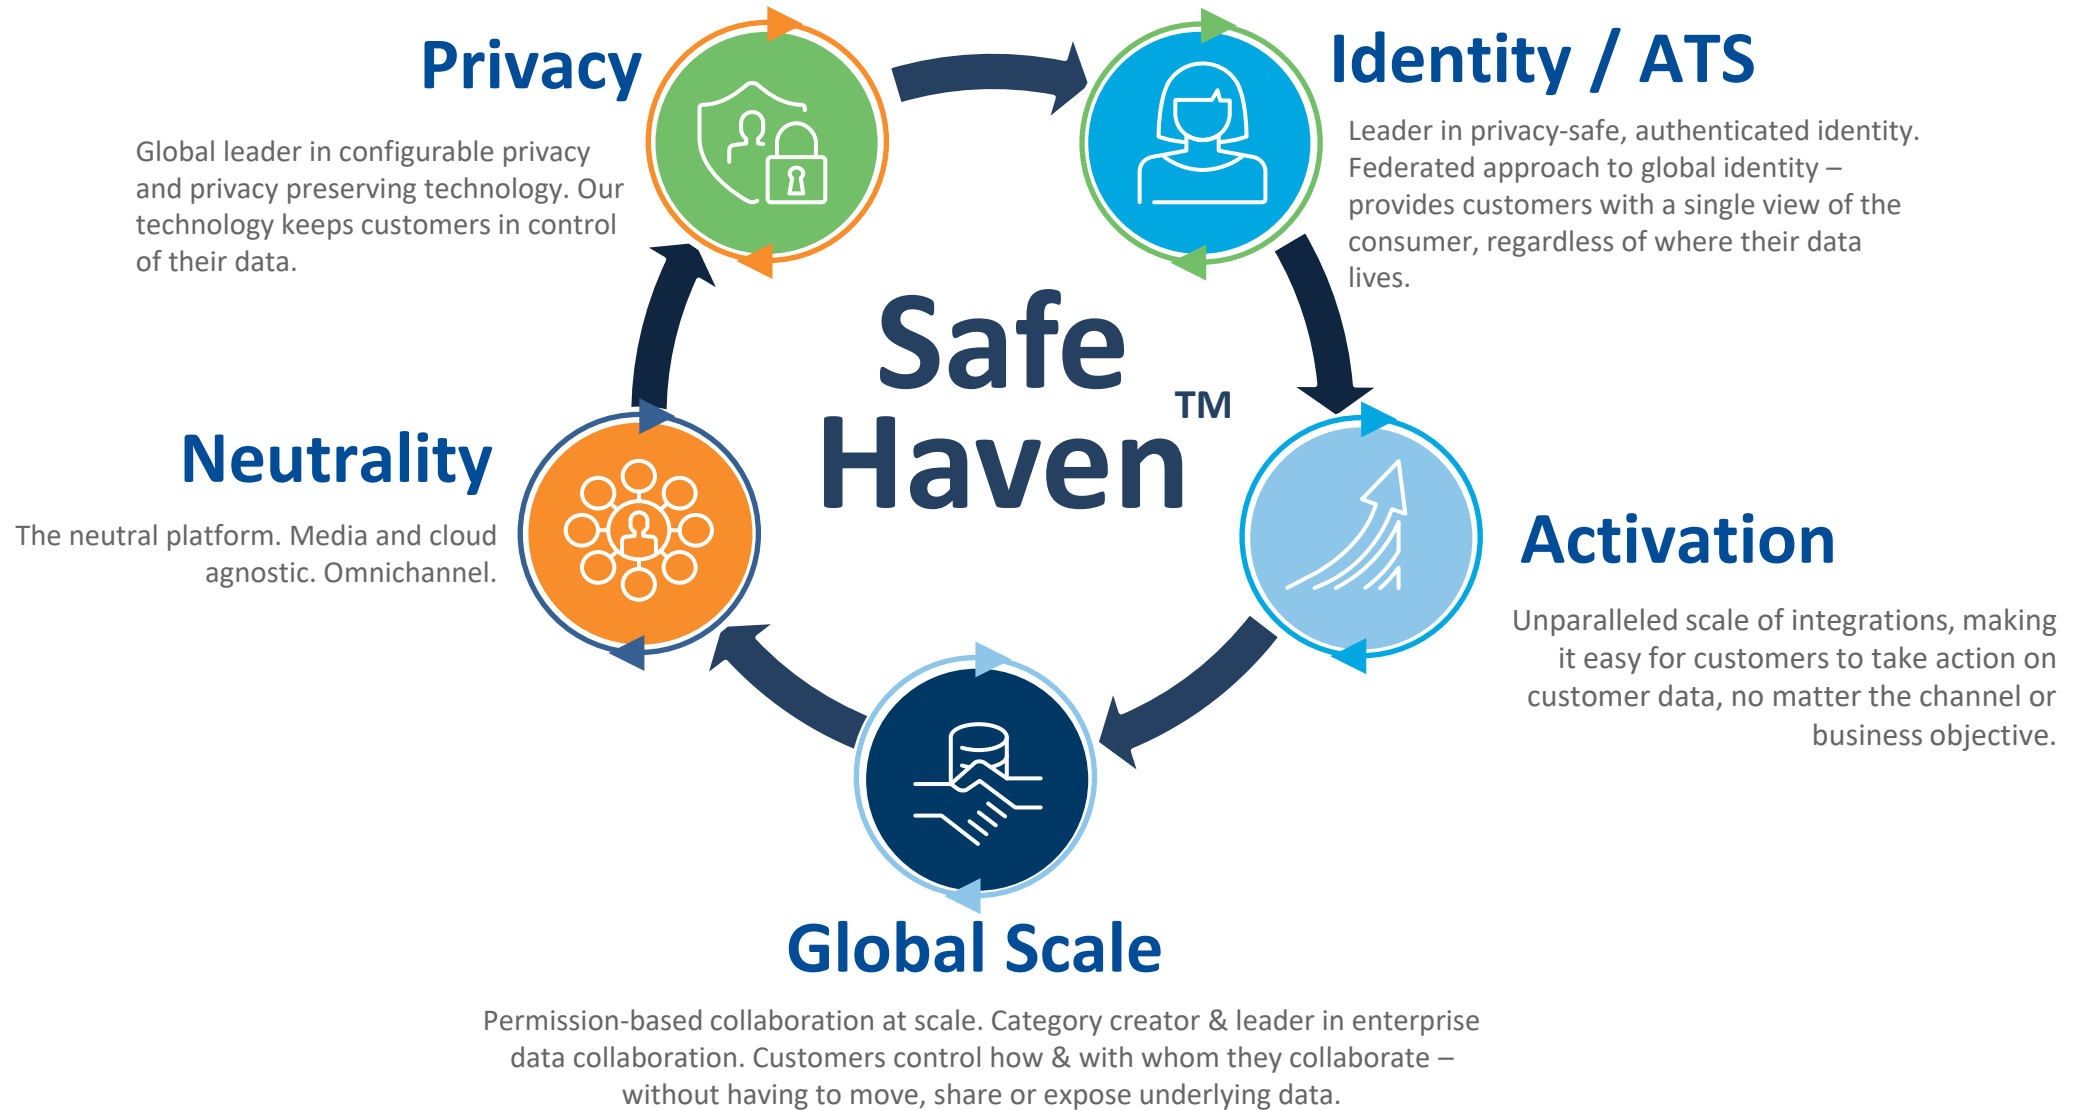 Privacy
Global leader in configurable privacy
and privacy preserving technology. Our
technology keeps customers in control
of their data.
Identity / ATS
Leader in privacy-safe, authenticated identity.
Federated approach to global identity –
provides customers with a single view of the
consumer, regardless of where their data
lives.
Safe
Haven™
Neutrality
The neutral platform. Media and cloud
agnostic. Omnichannel.
Activation
Unparalleled scale of integrations, making
it easy for customers to take action on
customer data, no matter the channel or
business objective.
Global Scale
Permission-based collaboration at scale. Category creator & leader in enterprise
data collaboration. Customers control how & with whom they collaborate –
without having to move, share or expose underlying data.